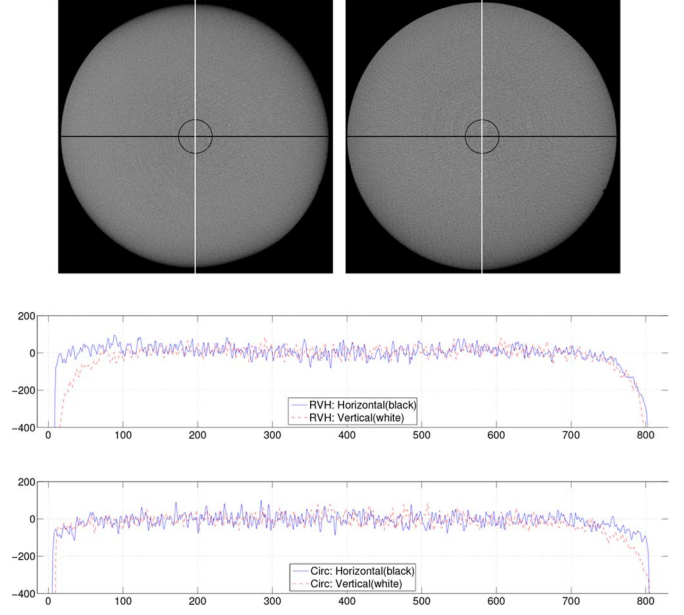 200
0
−200
−400
0 100 200 300 400 500 600 700 800
RVH: Horizontal(black)
RVH: Vertical(white)
200
0
−200
−400
0 100 200 300 400 500 600 700 800
Circ: Horizontal(black)
Circ: Vertical(white)